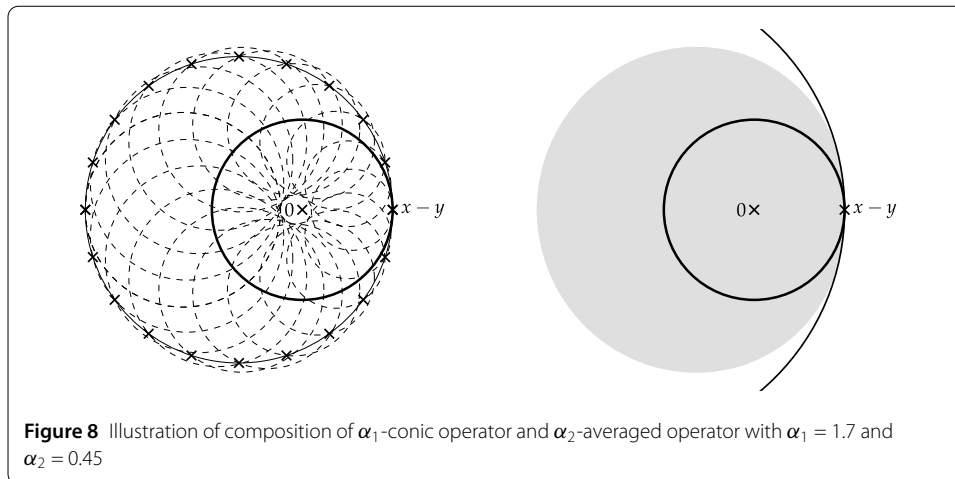 0 x − y
0 x − y
Figure 8 Illustration of composition of α₁-conic operator and α₂-averaged operator with α₁ = 1.7 and
α₂ = 0.45